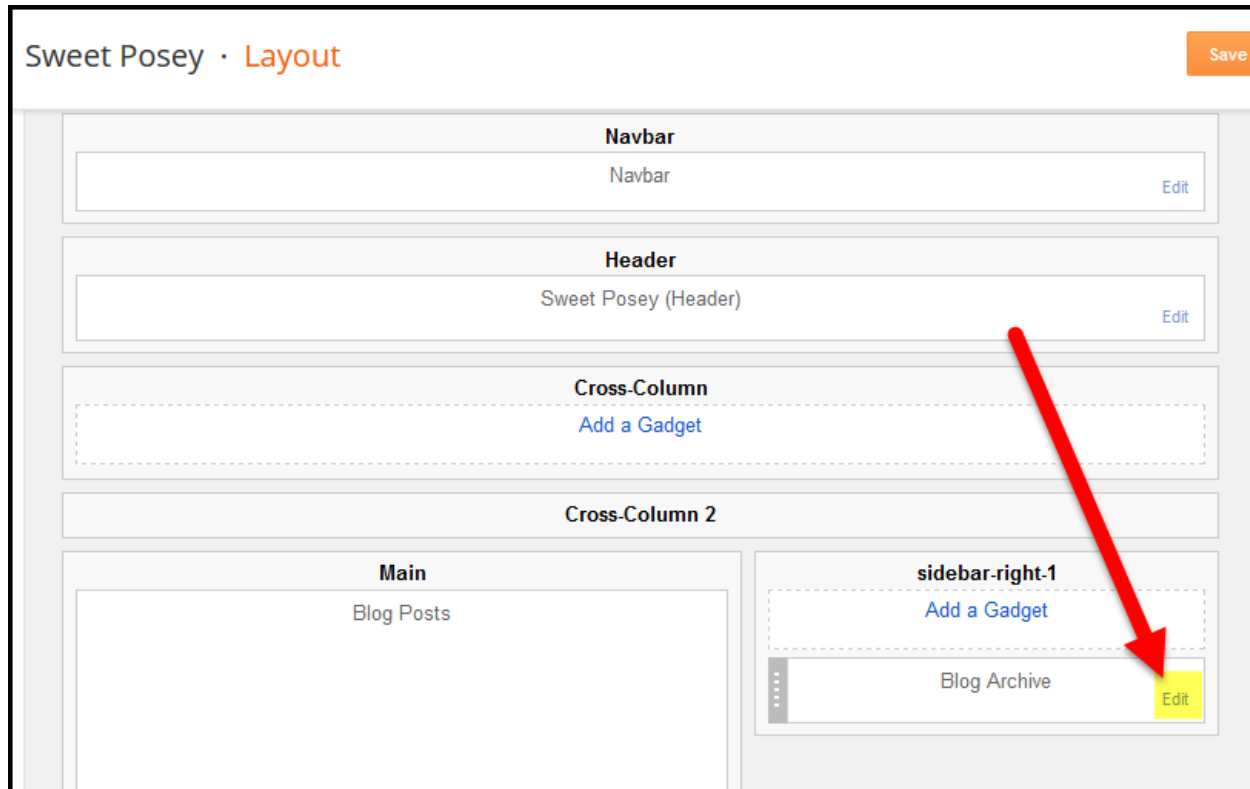 Sweet Posey · Layout
Save
Navbar
Navbar
Edit
Header
Sweet Posey (Header)
Edit
Cross-Column
Add a Gadget
Cross-Column 2
Main
Blog Posts
sidebar-right-1
Add a Gadget
Blog Archive
Edit